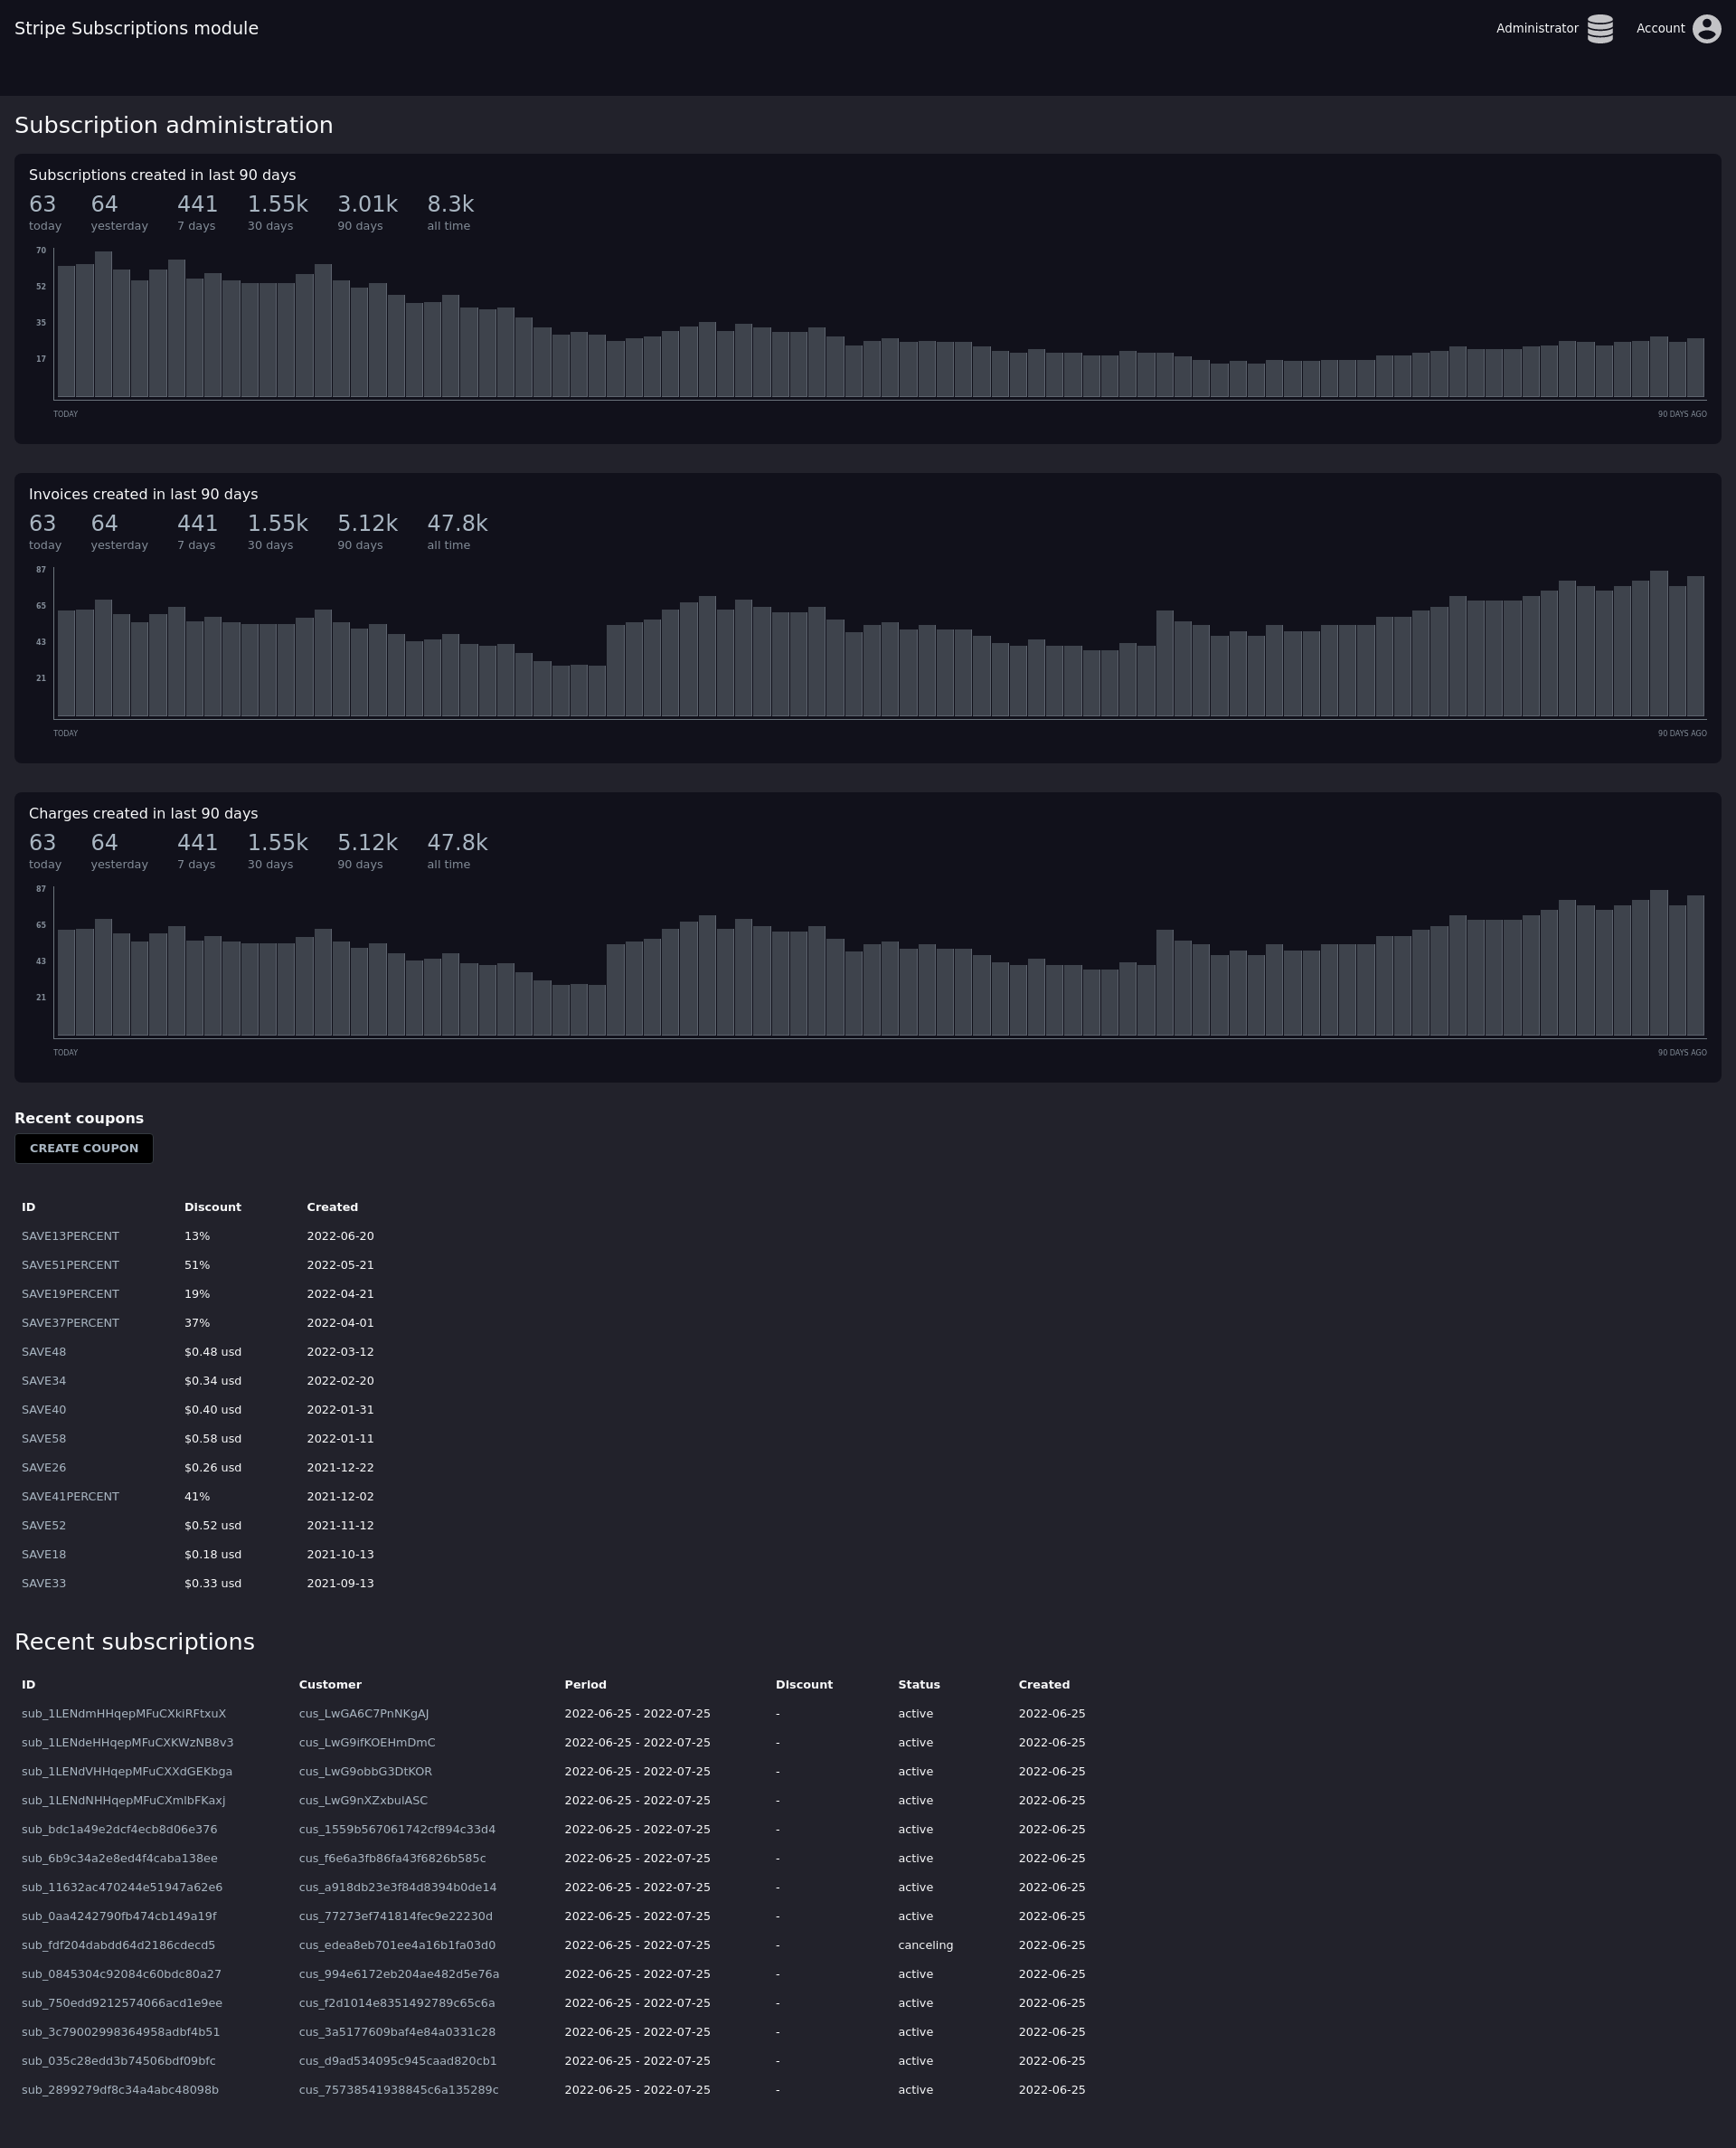 Stripe Subscriptions module
Administrator Account
Subscription administration
Subscriptions created in last 90 days
63 64 441 1.55k 3.01k 8.3k
today yesterday 7 days 30 days 90 days all time
70
52
35
17
TODAY 90 DAYS AGO
Invoices created in last 90 days
63 64 441 1.55k 5.12k 47.8k
today yesterday 7 days 30 days 90 days all time
87
65
43
21
TODAY 90 DAYS AGO
Charges created in last 90 days
63 64 441 1.55k 5.12k 47.8k
today yesterday 7 days 30 days 90 days all time
87
65
43
21
TODAY 90 DAYS AGO
Recent coupons
CREATE COUPON
ID Discount Created
SAVE13PERCENT 13% 2022-06-20
SAVE51PERCENT 51% 2022-05-21
SAVE19PERCENT 19% 2022-04-21
SAVE37PERCENT 37% 2022-04-01
SAVE48 $0.48 usd 2022-03-12
SAVE34 $0.34 usd 2022-02-20
SAVE40 $0.40 usd 2022-01-31
SAVE58 $0.58 usd 2022-01-11
SAVE26 $0.26 usd 2021-12-22
SAVE41PERCENT 41% 2021-12-02
SAVE52 $0.52 usd 2021-11-12
SAVE18 $0.18 usd 2021-10-13
SAVE33 $0.33 usd 2021-09-13
Recent subscriptions
ID Customer Period Discount Status Created
sub_1LENdmHHqepMFuCXkiRFtxuX cus_LwGA6C7PnNKgAJ 2022-06-25 - 2022-07-25 - active 2022-06-25
sub_1LENdeHHqepMFuCXKWzNB8v3 cus_LwG9ifKOEHmDmC 2022-06-25 - 2022-07-25 - active 2022-06-25
sub_1LENdVHHqepMFuCXXdGEKbga cus_LwG9obbG3DtKOR 2022-06-25 - 2022-07-25 - active 2022-06-25
sub_1LENdNHHqepMFuCXmlbFKaxj cus_LwG9nXZxbulASC 2022-06-25 - 2022-07-25 - active 2022-06-25
sub_bdc1a49e2dcf4ecb8d06e376 cus_1559b567061742cf894c33d4 2022-06-25 - 2022-07-25 - active 2022-06-25
sub_6b9c34a2e8ed4f4caba138ee cus_f6e6a3fb86fa43f6826b585c 2022-06-25 - 2022-07-25 - active 2022-06-25
sub_11632ac470244e51947a62e6 cus_a918db23e3f84d8394b0de14 2022-06-25 - 2022-07-25 - active 2022-06-25
sub_0aa4242790fb474cb149a19f cus_77273ef741814fec9e22230d 2022-06-25 - 2022-07-25 - active 2022-06-25
sub_fdf204dabdd64d2186cdecd5 cus_edea8eb701ee4a16b1fa03d0 2022-06-25 - 2022-07-25 - canceling 2022-06-25
sub_0845304c92084c60bdc80a27 cus_994e6172eb204ae482d5e76a 2022-06-25 - 2022-07-25 - active 2022-06-25
sub_750edd9212574066acd1e9ee cus_f2d1014e8351492789c65c6a 2022-06-25 - 2022-07-25 - active 2022-06-25
sub_3c79002998364958adbf4b51 cus_3a5177609baf4e84a0331c28 2022-06-25 - 2022-07-25 - active 2022-06-25
sub_035c28edd3b74506bdf09bfc cus_d9ad534095c945caad820cb1 2022-06-25 - 2022-07-25 - active 2022-06-25
sub_2899279df8c34a4abc48098b cus_75738541938845c6a135289c 2022-06-25 - 2022-07-25 - active 2022-06-25